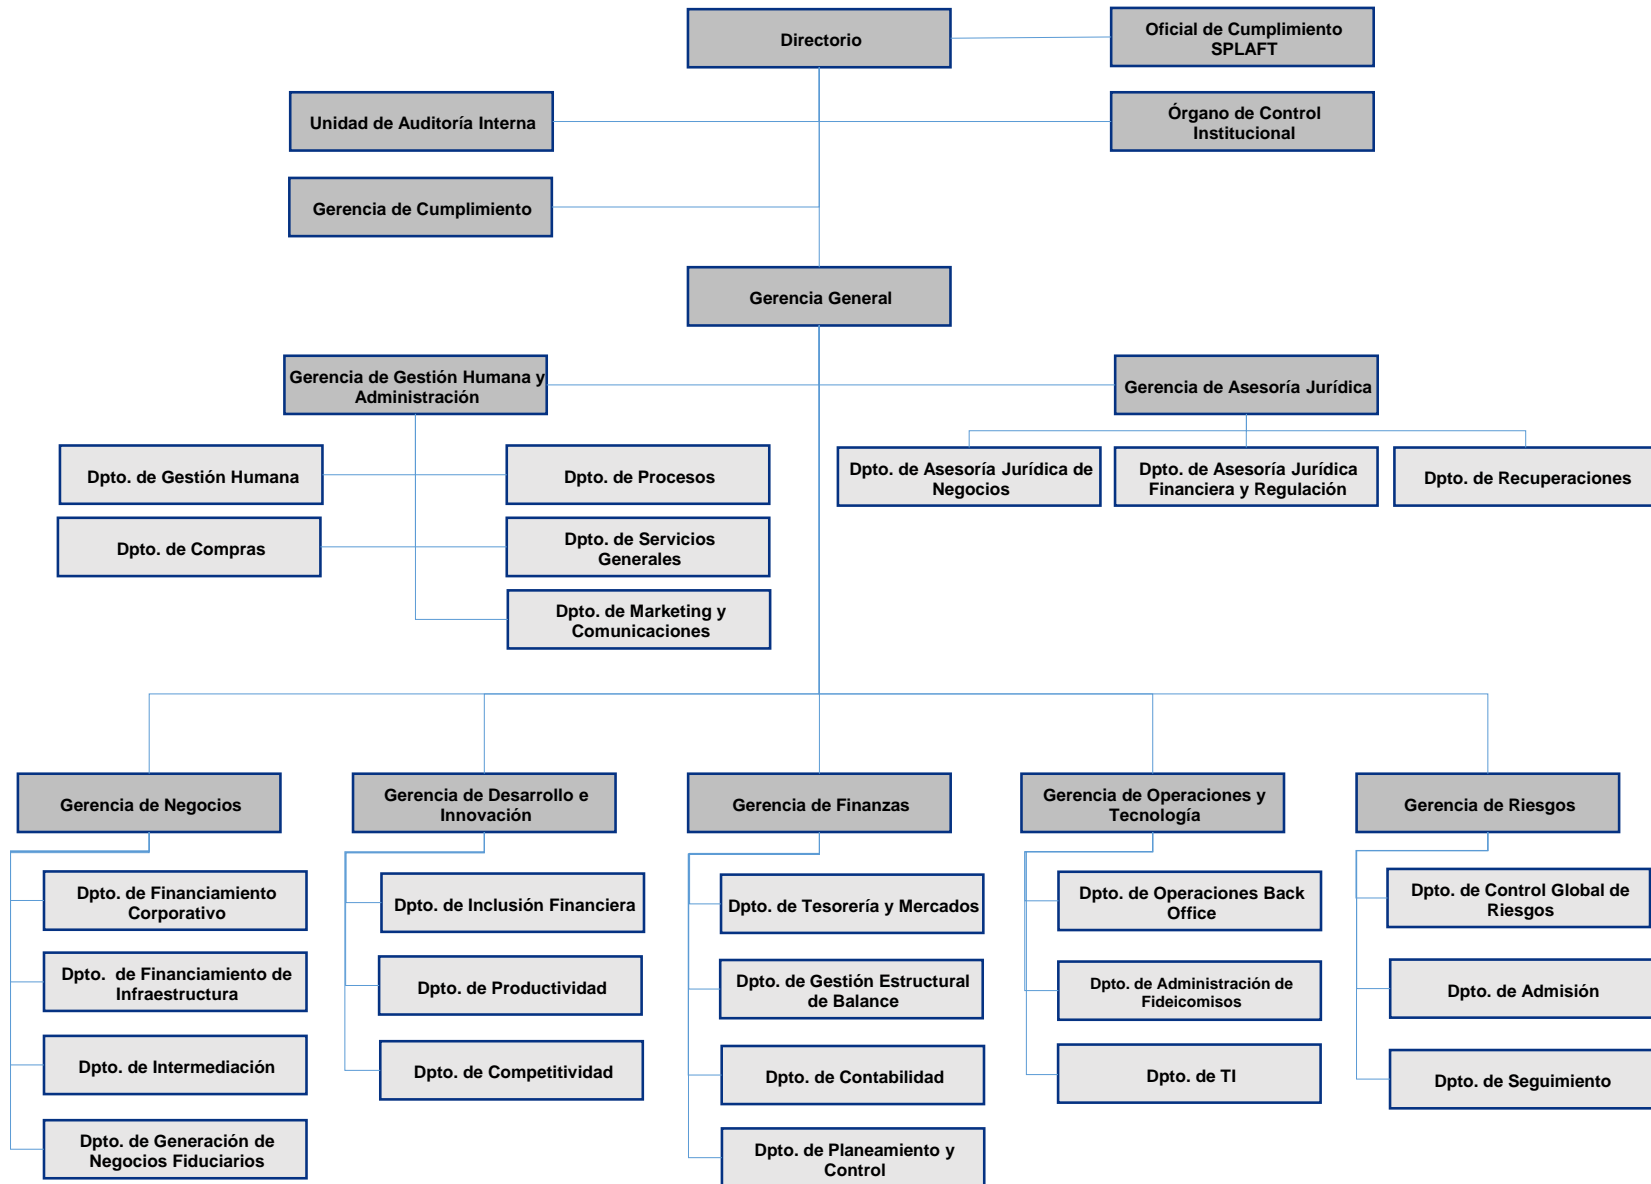 Directorio
Oficial de Cumplimiento
SPLAFT
Unidad de Auditoría Interna
Órgano de Control
Institucional
Gerencia de Cumplimiento
Gerencia General
Gerencia de Gestión Humana y
Administración
Gerencia de Asesoría Jurídica
Dpto. de Gestión Humana
Dpto. de Procesos
Dpto. de Asesoría Jurídica de
Negocios
Dpto. de Asesoría Jurídica
Financiera y Regulación
Dpto. de Recuperaciones
Dpto. de Compras
Dpto. de Servicios
Generales
Dpto. de Marketing y
Comunicaciones
Gerencia de Negocios
Gerencia de Desarrollo e
Innovación
Gerencia de Finanzas
Gerencia de Operaciones y
Tecnología
Gerencia de Riesgos
Dpto. de Financiamiento
Corporativo
Dpto. de Inclusión Financiera
Dpto. de Tesorería y Mercados
Dpto. de Operaciones Back
Office
Dpto. de Control Global de
Riesgos
Dpto.  de Financiamiento de
Infraestructura
Dpto. de Productividad
Dpto. de Gestión Estructural
de Balance
Dpto. de Administración de
Fideicomisos
Dpto. de Admisión
Dpto. de Intermediación
Dpto. de Competitividad
Dpto. de Contabilidad
Dpto. de TI
Dpto. de Seguimiento
Dpto. de Generación de
Negocios Fiduciarios
Dpto. de Planeamiento y
Control